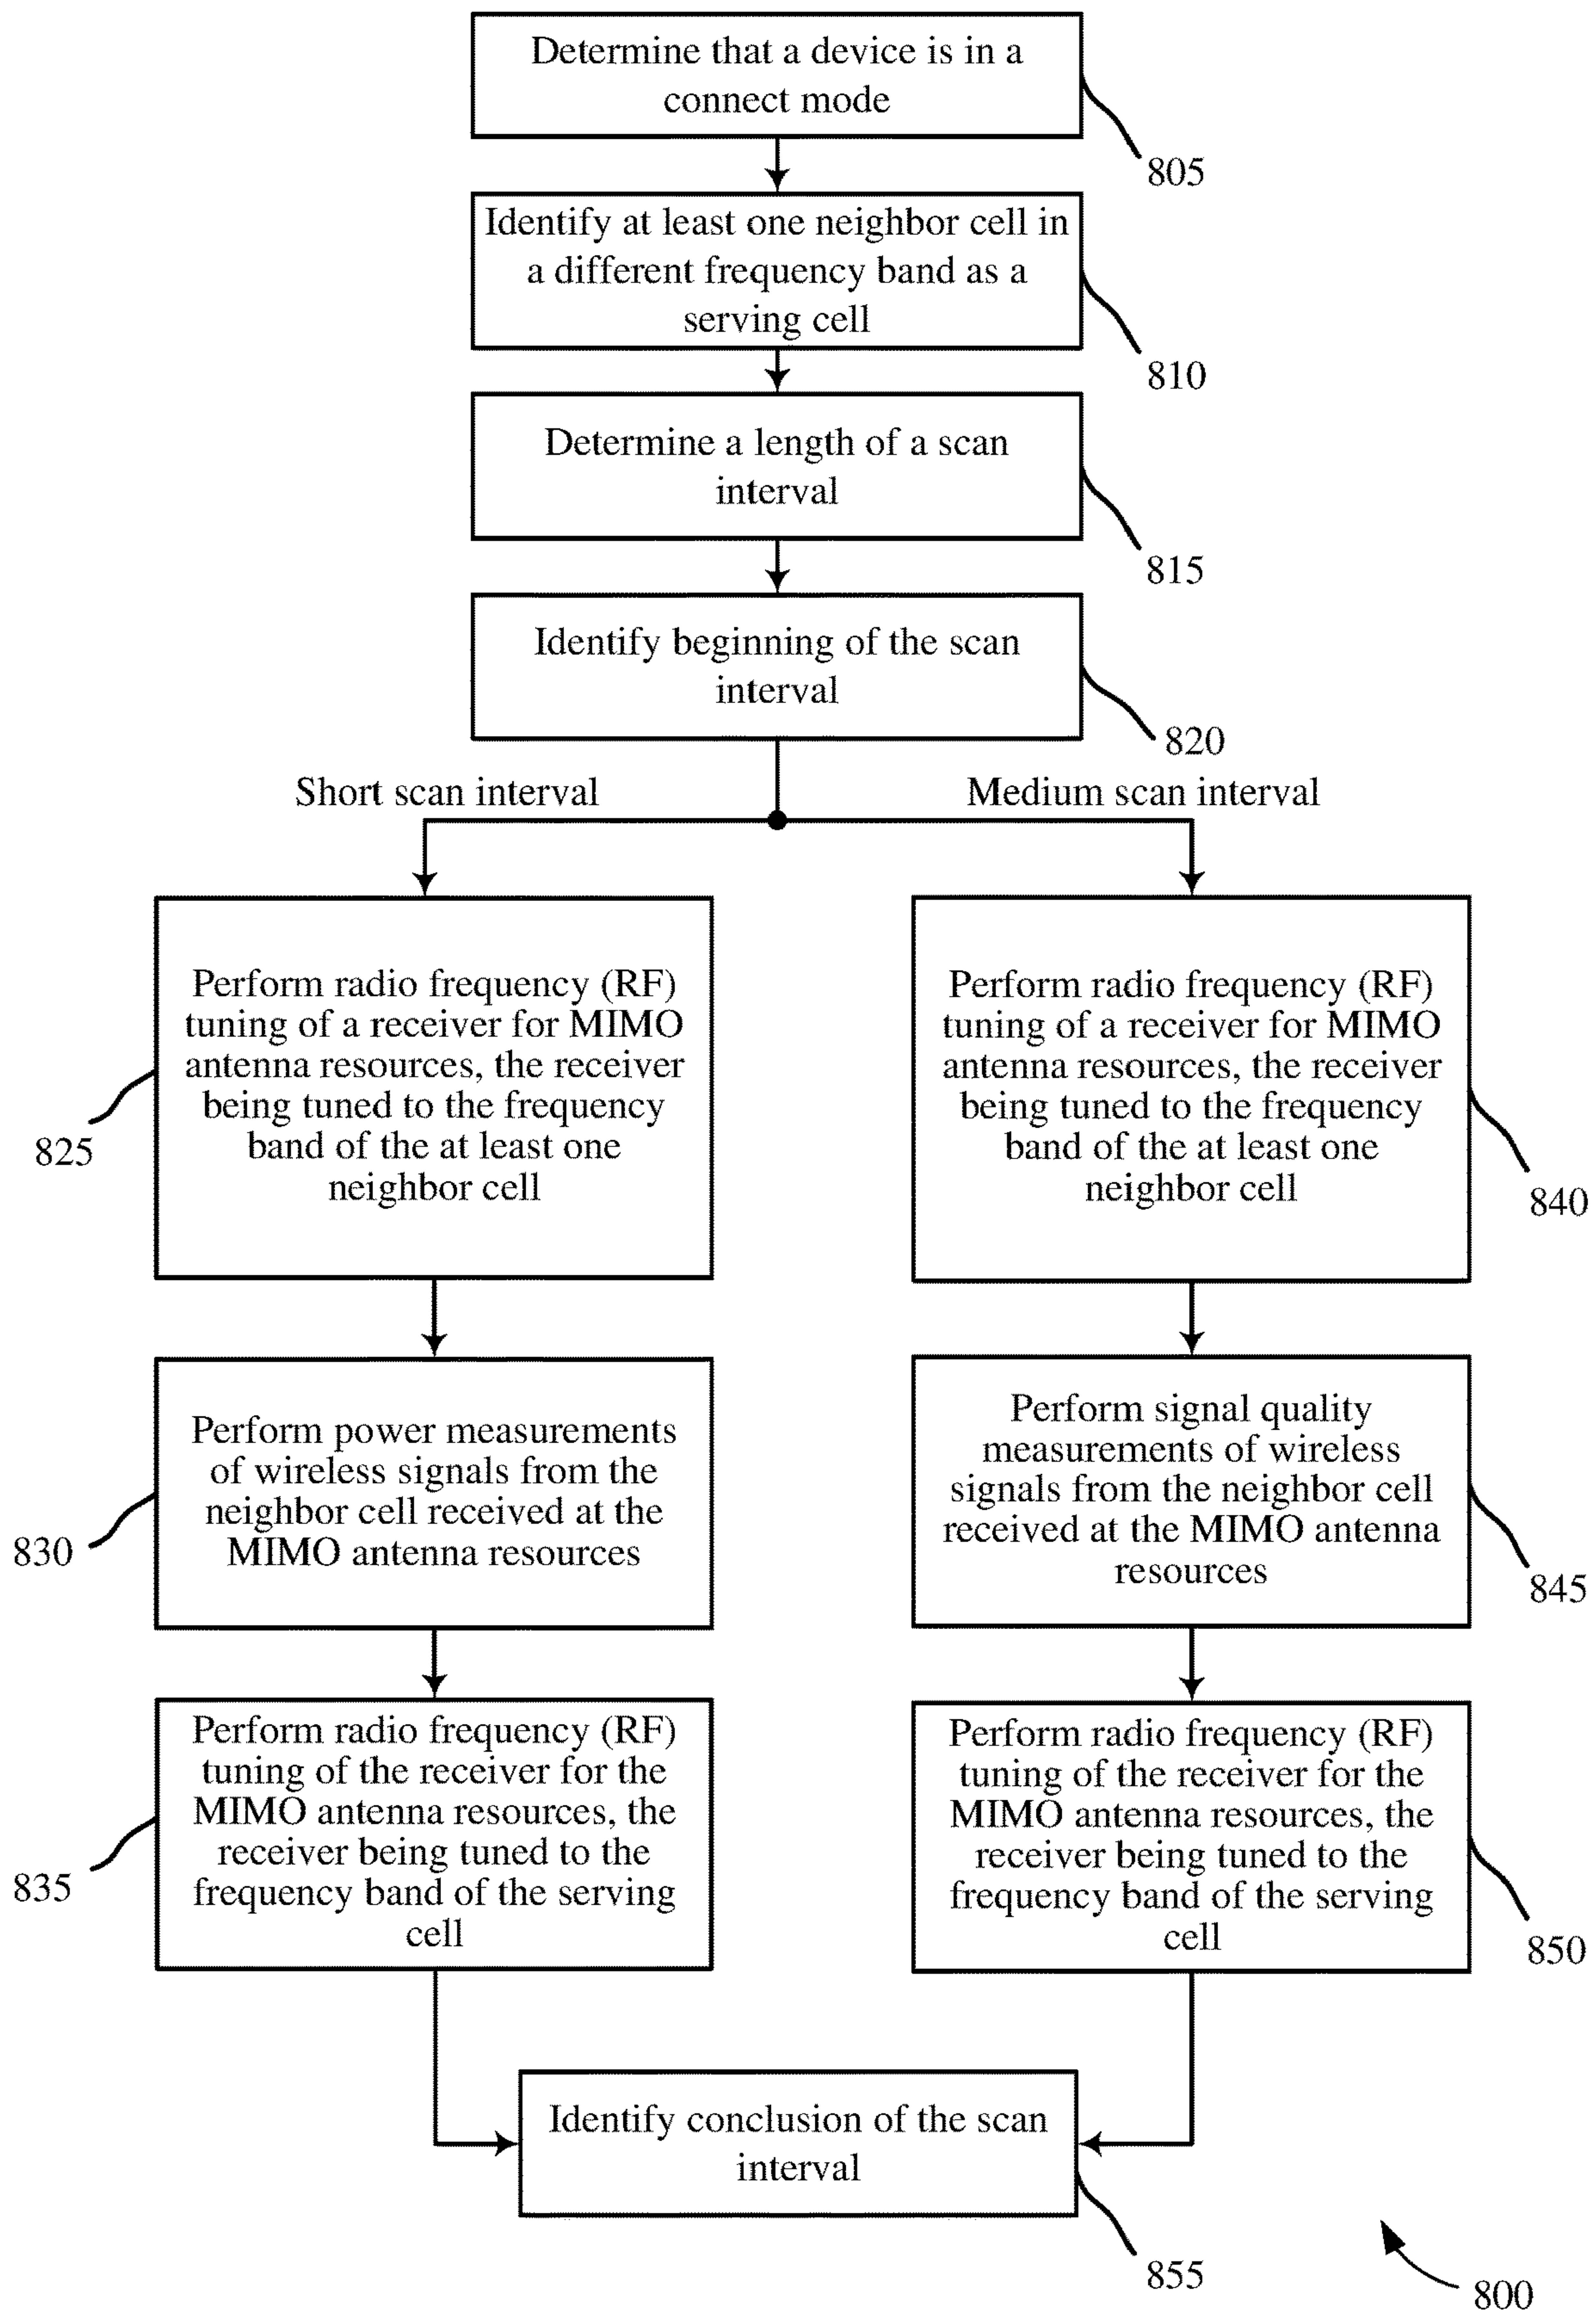 Determine that a device is in a
connect mode
805
Identify at least one neighbor cell in
a different frequency band as a
serving cell
810
Determine a length of a scan
interval
815
Identify beginning of the scan
interval
820
Short scan interval
Medium scan interval
Perform radio frequency (RF)
tuning of a receiver for MIMO
antenna resources, the receiver
being tuned to the frequency
band of the at least one
neighbor cell
825
Perform radio frequency (RF)
tuning of a receiver for MIMO
antenna resources, the receiver
being tuned to the frequency
band of the at least one
neighbor cell
840
Perform power measurements
of wireless signals from the
neighbor cell received at the
MIMO antenna resources
830
Perform signal quality
measurements of wireless
signals from the neighbor cell
received at the MIMO antenna
resources
845
Perform radio frequency (RF)
tuning of the receiver for the
MIMO antenna resources, the
receiver being tuned to the
frequency band of the serving
cell
835
Perform radio frequency (RF)
tuning of the receiver for the
MIMO antenna resources, the
receiver being tuned to the
frequency band of the serving
cell
850
Identify conclusion of the scan
interval
855
800